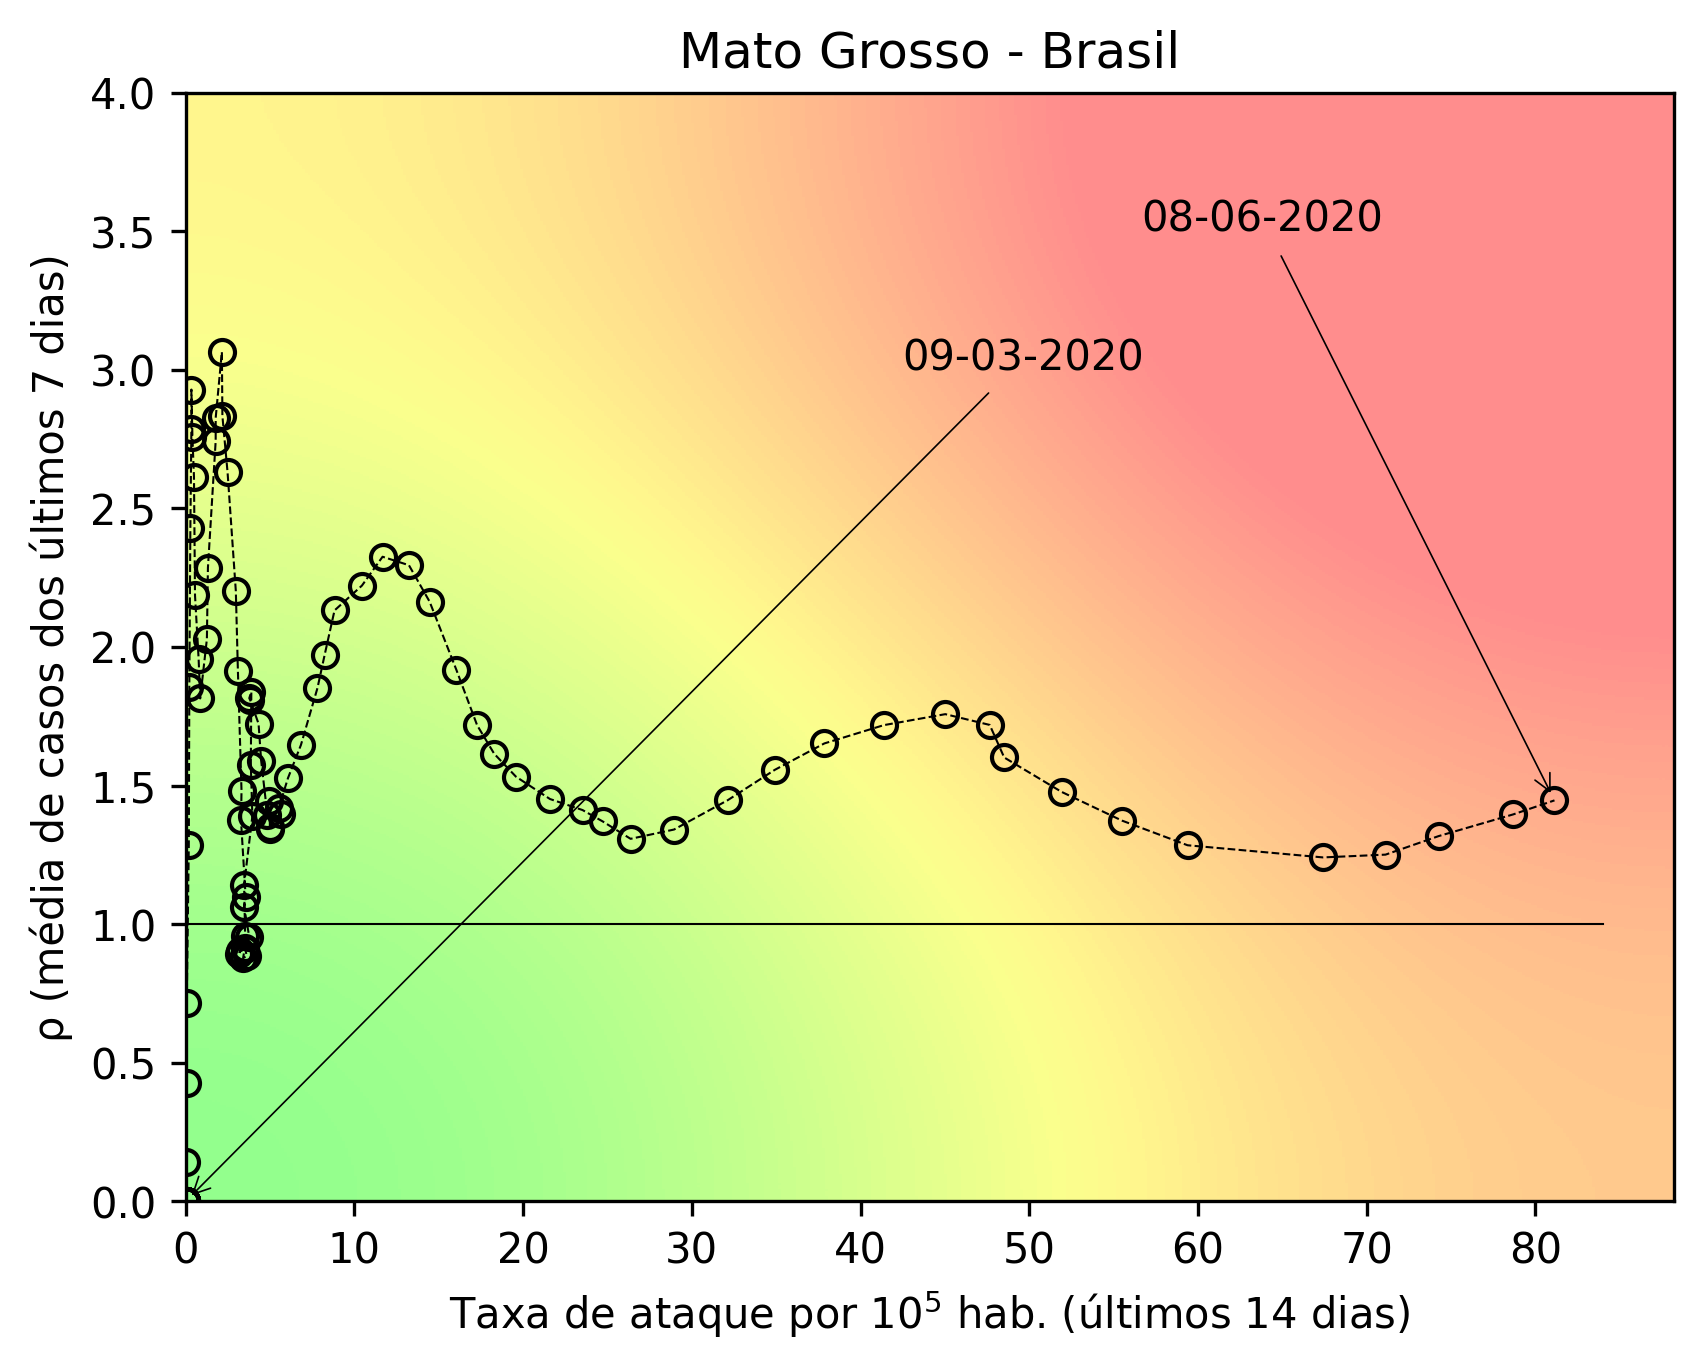 Mato Grosso - Brasil
4.0
3.5
3.0
2.5
2.0
1.5
1.0
0.5
0.0
ρ (média de casos dos últimos 7 dias)
08-06-2020
09-03-2020
0 10 20 30 40 50 60 70 80
Taxa de ataque por 10⁵ hab. (últimos 14 dias)